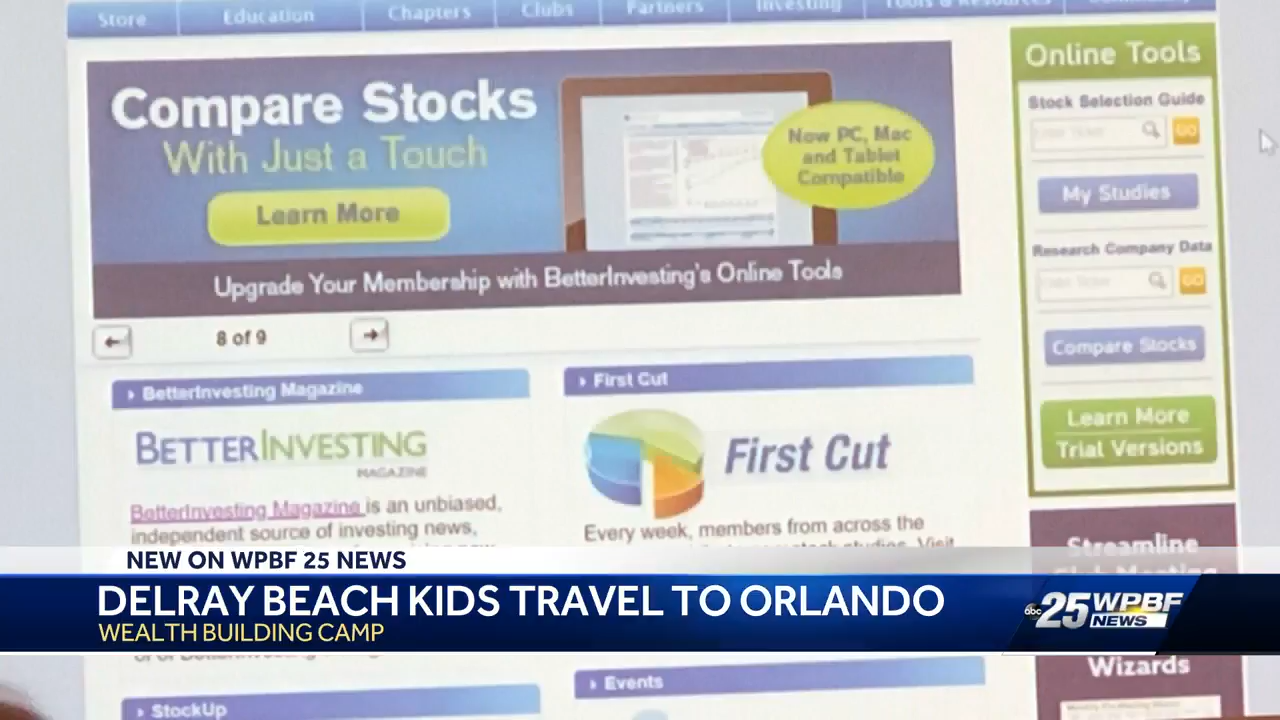 Store Education Chapters Clubs Partners Investing Tools & Resources Community
Compare Stocks
With Just a Touch
Learn More
Now PC, Mac
and Tablet
Compatible
Upgrade Your Membership with BetterInvesting's Online Tools
8 of 9
Online Tools
Stock Selection Guide
GO
My Studies
Research Company Data
GO
Compare Stocks
Learn More
Trial Versions
BetterInvesting Magazine
BETTERINVESTING
MAGAZINE
BetterInvesting Magazine is an unbiased,
independent source of investing news,
First Cut
First Cut
Every week, members from across the
Streamline
Wizards
NEW ON WPBF 25 NEWS
DELRAY BEACH KIDS TRAVEL TO ORLANDO
WEALTH BUILDING CAMP
abc 25 WPBF
NEWS
StockUp
Events